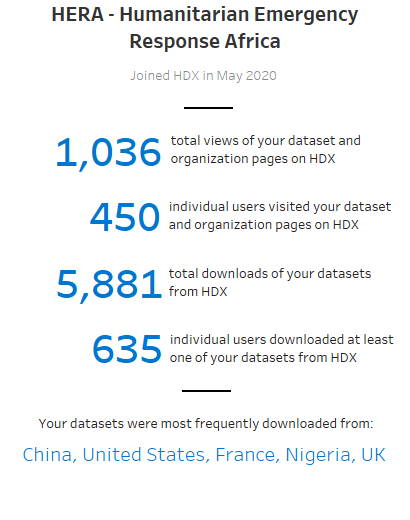 HERA - Humanitarian Emergency
Response Africa
Joined HDX in May 2020
1,036 total views of your dataset and
organization pages on HDX
450 individual users visited your dataset
and organization pages on HDX
5,881 total downloads of your datasets
from HDX
635 individual users downloaded at least
one of your datasets from HDX
Your datasets were most frequently downloaded from:
China, United States, France, Nigeria, UK